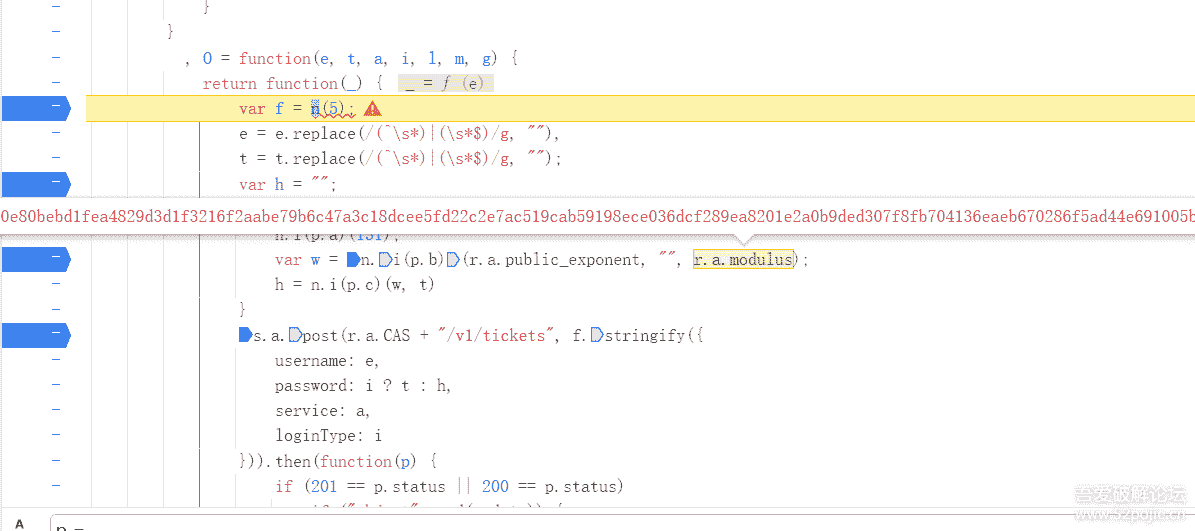 }
}
, O = function(e, t, a, i, l, m, g) {
return function(_) { _ = ƒ (e)
var f = n(5);
e = e.replace(/(^\s*)|(\s*$)/g, ""),
t = t.replace(/(^\s*)|(\s*$)/g, "");
var h = "";
0e80bebd1fea4829d3d1f3216f2aabe79b6c47a3c18dcee5fd22c2e7ac519cab59198ece036dcf289ea8201e2a0b9ded307f8fb704136eaeb670286f5ad44e691005b
n.i(p.a)(131);
var w = n.i(p.b)(r.a.public_exponent, "", r.a.modulus);
h = n.i(p.c)(w, t)
}
s.a.post(r.a.CAS + "/v1/tickets", f.stringify({
username: e,
password: i ? t : h,
service: a,
loginType: i
})).then(function(p) {
if (201 == p.status || 200 == p.status)
吾爱破解论坛
www.52pojie.cn
A